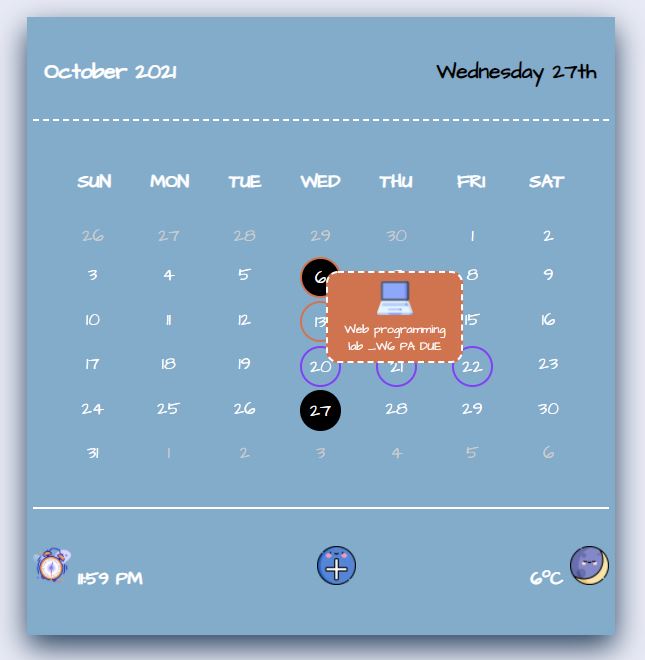 October 2021 Wednesday 27th
SUN MON TUE WED THU FRI SAT
26 27 28 29 30 1 2
3 4 5 6 8 9
10 11 12 13 15 16
Web programming
lab _W6 PA DUE
17 18 19 20 21 22 23
24 25 26 27 28 29 30
31 1 2 3 4 5 6
11:59 PM 6°C